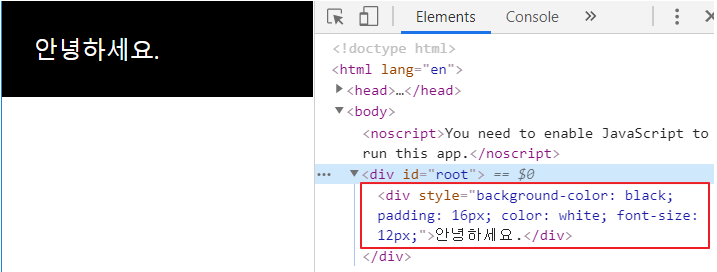 안녕하세요.
Elements Console »
<!doctype html>
<html lang="en">
▶<head>…</head>
▼<body>
<noscript>You need to enable JavaScript to
run this app.</noscript>
… ▼<div id="root"> == $0
<div style="background-color: black;
padding: 16px; color: white; font-size:
12px;">안녕하세요.</div>
</div>